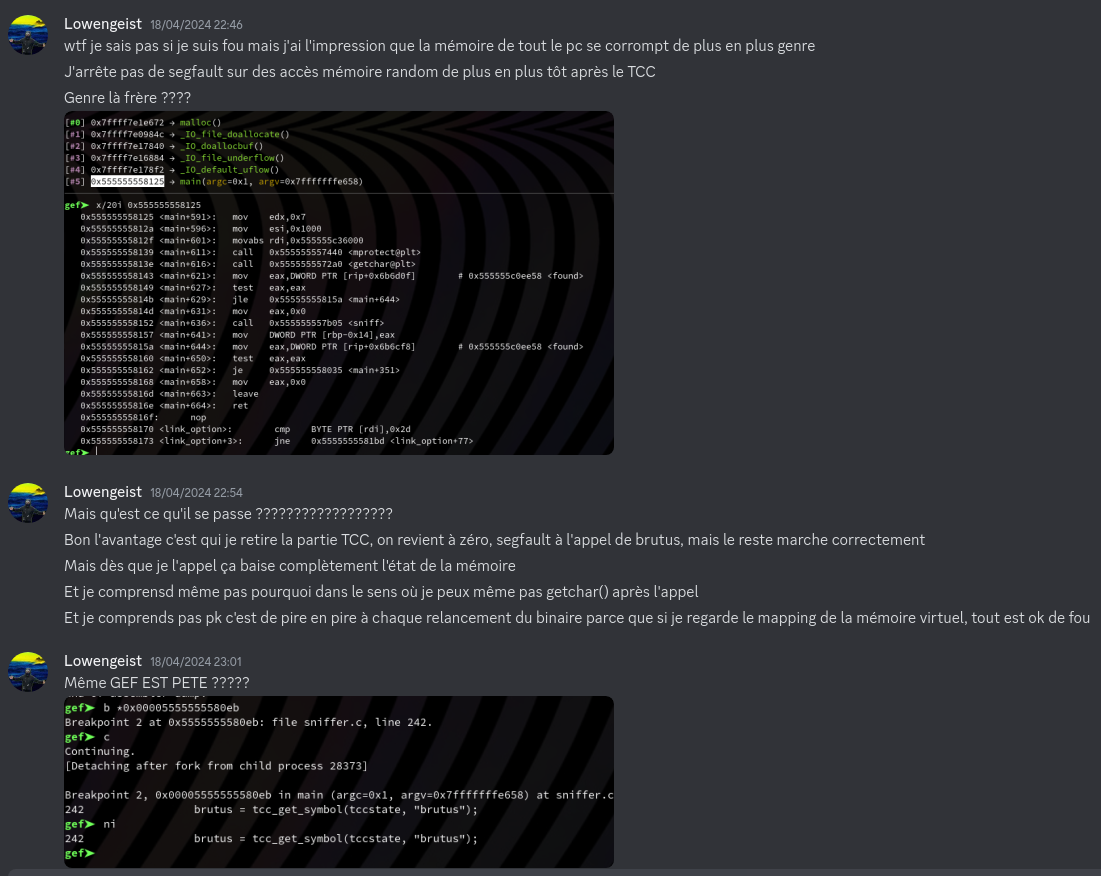 Lowengeist 18/04/2024 22:46
wtf je sais pas si je suis fou mais j'ai l'impression que la mémoire de tout le pc se corrompt de plus en plus genre
J'arrête pas de segfault sur des accès mémoire random de plus en plus tôt après le TCC
Genre là frère ????
[#0] 0x7ffff7e1e672 → malloc()
[#1] 0x7ffff7e0984c → _IO_file_doallocate()
[#2] 0x7ffff7e17840 → _IO_doallocbuf()
[#3] 0x7ffff7e16884 → _IO_file_underflow()
[#4] 0x7ffff7e178f2 → _IO_default_uflow()
[#5] 0x555555558125 → main(argc=0x1, argv=0x7fffffffe658)
gef➤ x/20i 0x555555558125
0x555555558125 <main+591>: mov edx,0x7
0x55555555812a <main+596>: mov esi,0x1000
0x55555555812f <main+601>: movabs rdi,0x555555c36000
0x555555558139 <main+611>: call 0x555555557440 <mprotect@plt>
0x55555555813e <main+616>: call 0x5555555572a0 <getchar@plt>
0x555555558143 <main+621>: mov eax,DWORD PTR [rip+0x6b6d0f] # 0x555555c0ee58 <found>
0x555555558149 <main+627>: test eax,eax
0x55555555814b <main+629>: jle 0x55555555815a <main+644>
0x55555555814d <main+631>: mov eax,0x0
0x555555558152 <main+636>: call 0x555555557b05 <sniff>
0x555555558157 <main+641>: mov DWORD PTR [rbp-0x14],eax
0x55555555815a <main+644>: mov eax,DWORD PTR [rip+0x6b6cf8] # 0x555555c0ee58 <found>
0x555555558160 <main+650>: test eax,eax
0x555555558162 <main+652>: je 0x555555558035 <main+351>
0x555555558168 <main+658>: mov eax,0x0
0x55555555816d <main+663>: leave
0x55555555816e <main+664>: ret
0x55555555816f: nop
0x555555558170 <link_option>: cmp BYTE PTR [rdi],0x2d
0x555555558173 <link_option+3>: jne 0x5555555581bd <link_option+77>
gef➤
Lowengeist 18/04/2024 22:54
Mais qu'est ce qu'il se passe ??????????????????
Bon l'avantage c'est qui je retire la partie TCC, on revient à zéro, segfault à l'appel de brutus, mais le reste marche correctement
Mais dès que je l'appel ça baise complètement l'état de la mémoire
Et je comprensd même pas pourquoi dans le sens où je peux même pas getchar() après l'appel
Et je comprends pas pk c'est de pire en pire à chaque relancement du binaire parce que si je regarde le mapping de la mémoire virtuel, tout est ok de fou
Lowengeist 18/04/2024 23:01
Même GEF EST PETE ?????
gef➤ b *0x00005555555580eb
Breakpoint 2 at 0x5555555580eb: file sniffer.c, line 242.
gef➤ c
Continuing.
[Detaching after fork from child process 28373]
Breakpoint 2, 0x00005555555580eb in main (argc=0x1, argv=0x7fffffffe658) at sniffer.c
242 brutus = tcc_get_symbol(tccstate, "brutus");
gef➤ ni
242 brutus = tcc_get_symbol(tccstate, "brutus");
gef➤